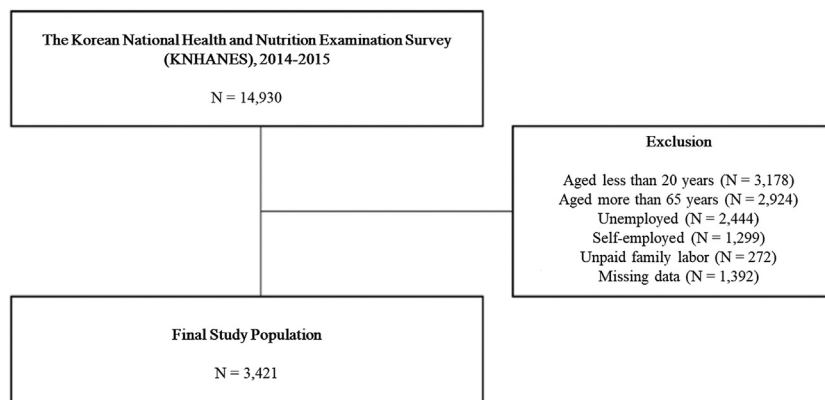 The Korean National Health and Nutrition Examination Survey
(KNHANES), 2014-2015
N = 14,930
Exclusion
Aged less than 20 years (N = 3,178)
Aged more than 65 years (N = 2,924)
Unemployed (N = 2,444)
Self-employed (N = 1,299)
Unpaid family labor (N = 272)
Missing data (N = 1,392)
Final Study Population
N = 3,421